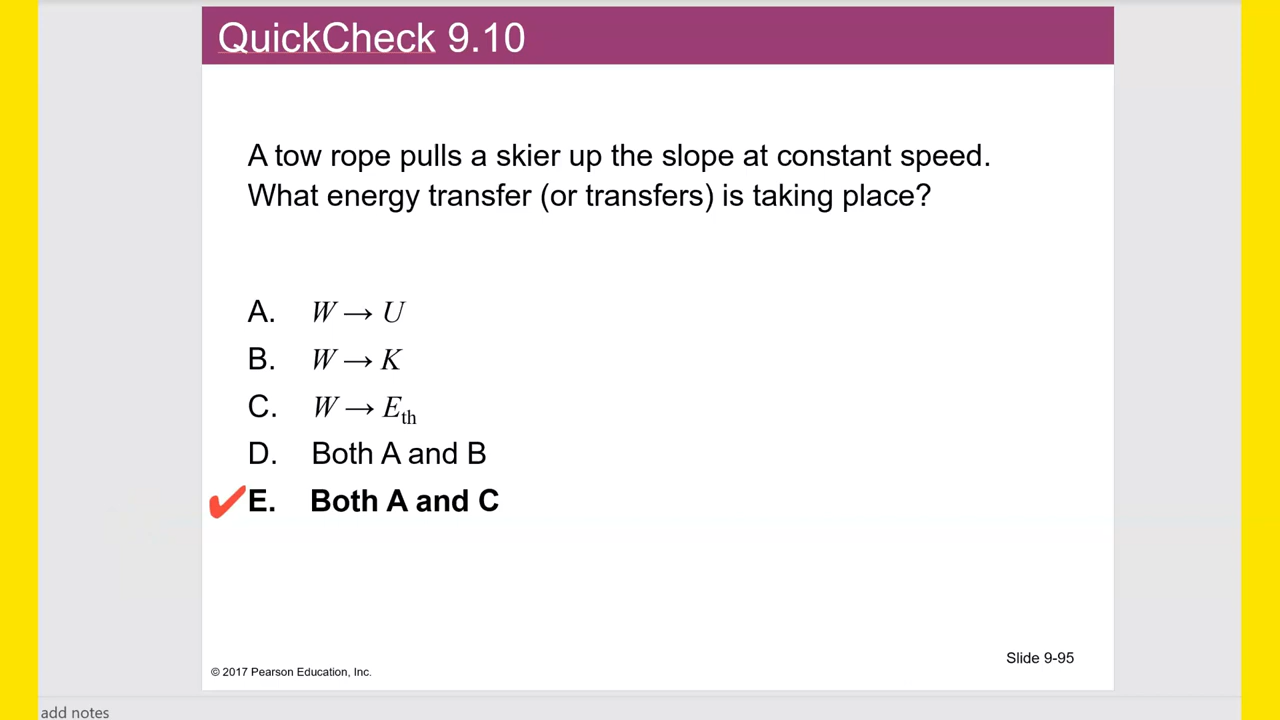 QuickCheck 9.10
A tow rope pulls a skier up the slope at constant speed.
What energy transfer (or transfers) is taking place?
A. W → U
B. W → K
C. W → Eth
D. Both A and B
✔E. Both A and C
Slide 9-95
© 2017 Pearson Education, Inc.
add notes